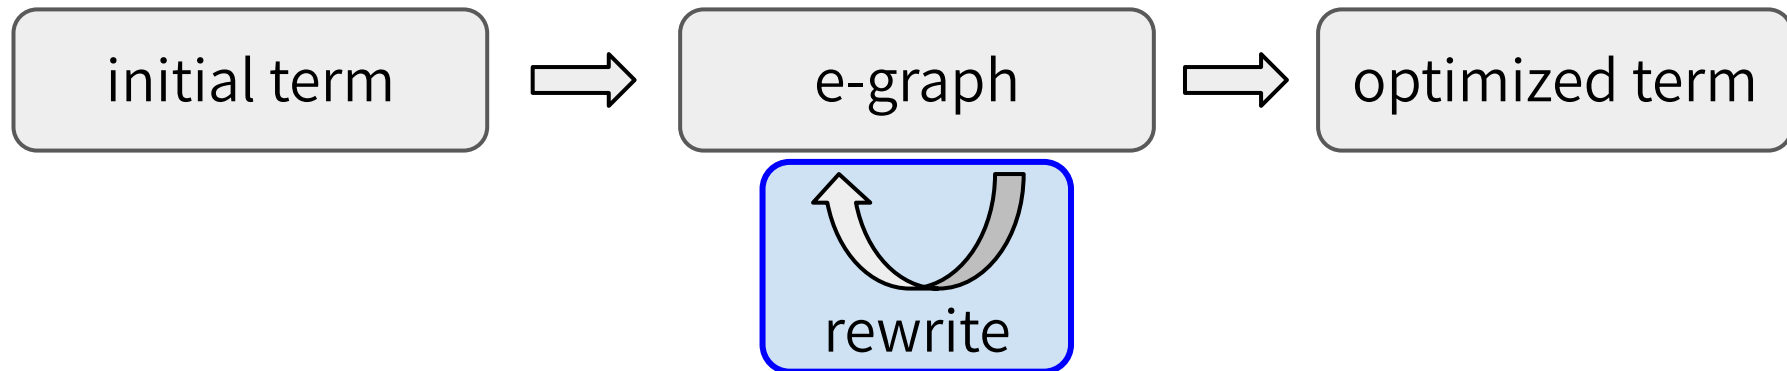 initial term
e-graph
optimized term
rewrite